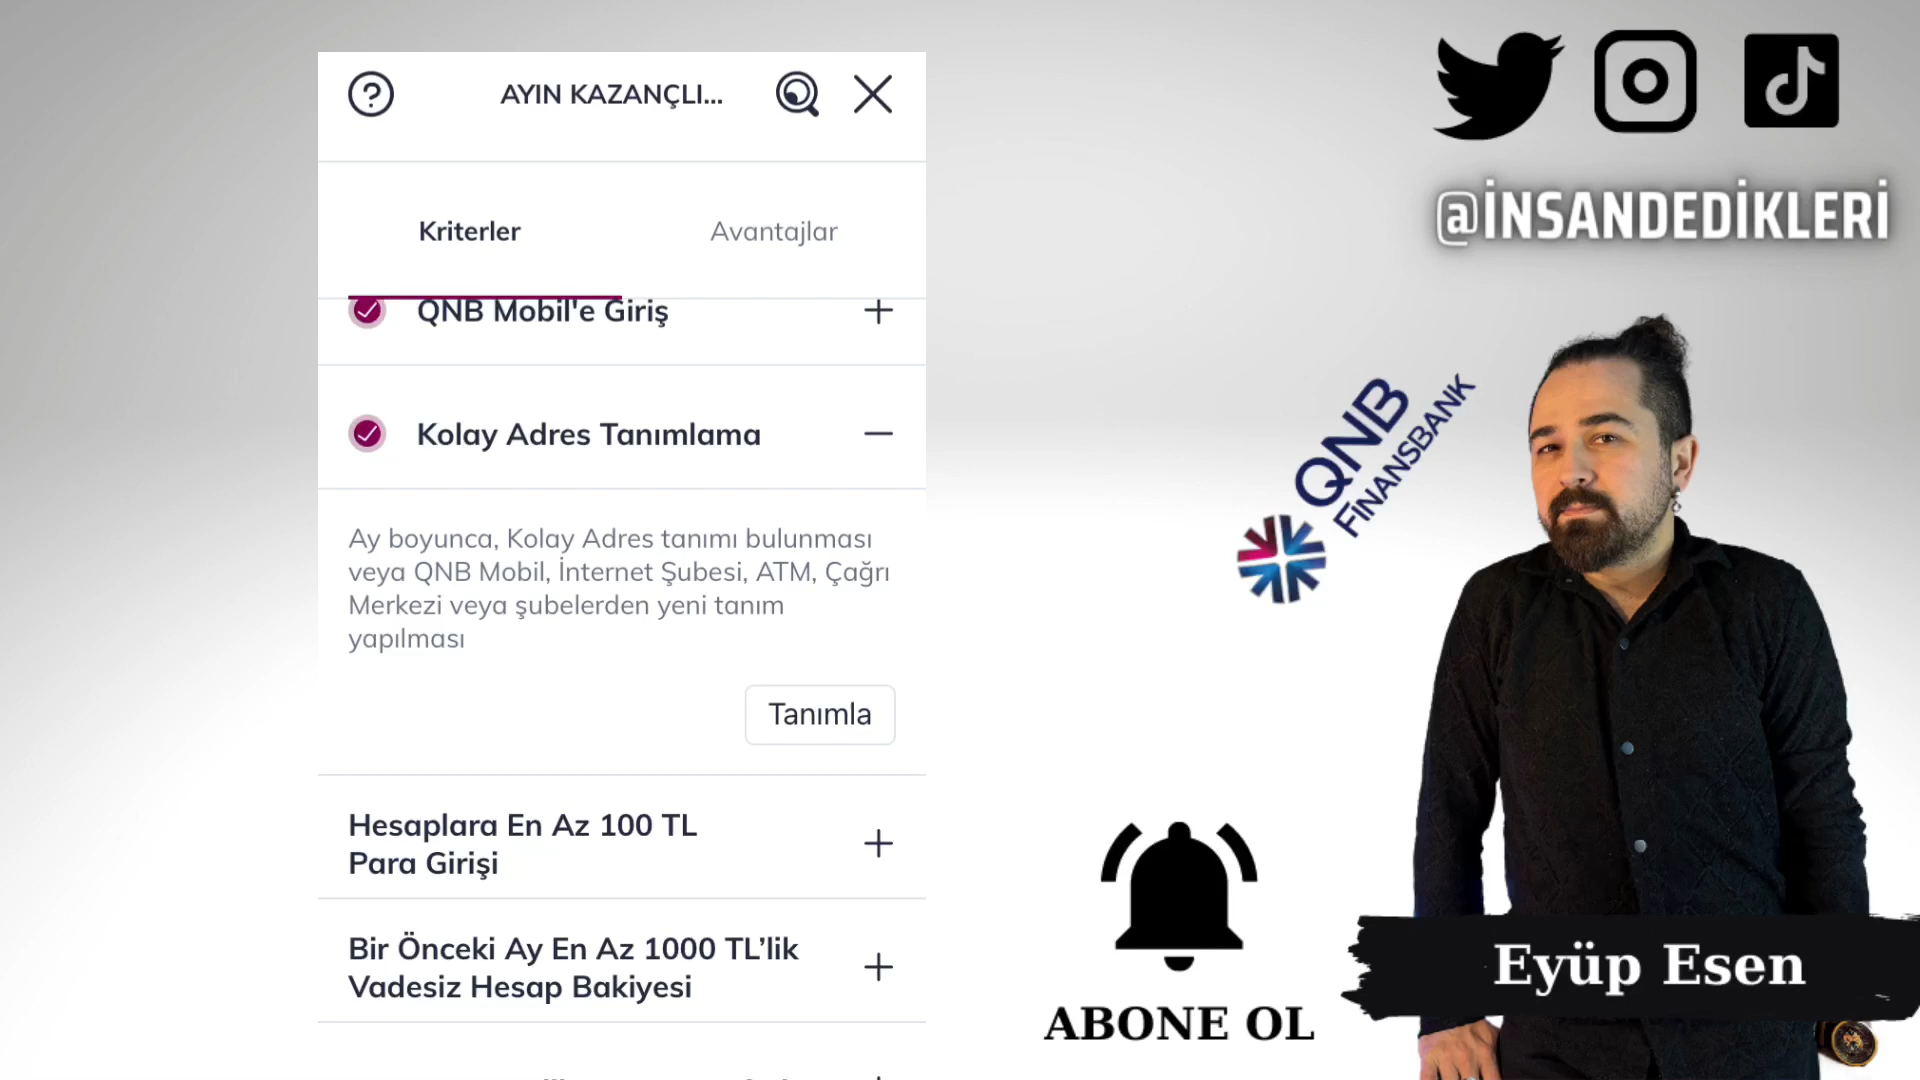 AYIN KAZANÇLI...
Kriterler
Avantajlar
QNB Mobil'e Giriş
Kolay Adres Tanımlama
Ay boyunca, Kolay Adres tanımı bulunması
veya QNB Mobil, İnternet Şubesi, ATM, Çağrı
Merkezi veya şubelerden yeni tanım
yapılması
Tanımla
Hesaplara En Az 100 TL
Para Girişi
Bir Önceki Ay En Az 1000 TL’lik
Vadesiz Hesap Bakiyesi
@İNSANDEDİKLERİ
QNB
FİNANSBANK
ABONE OL
Eyüp Esen